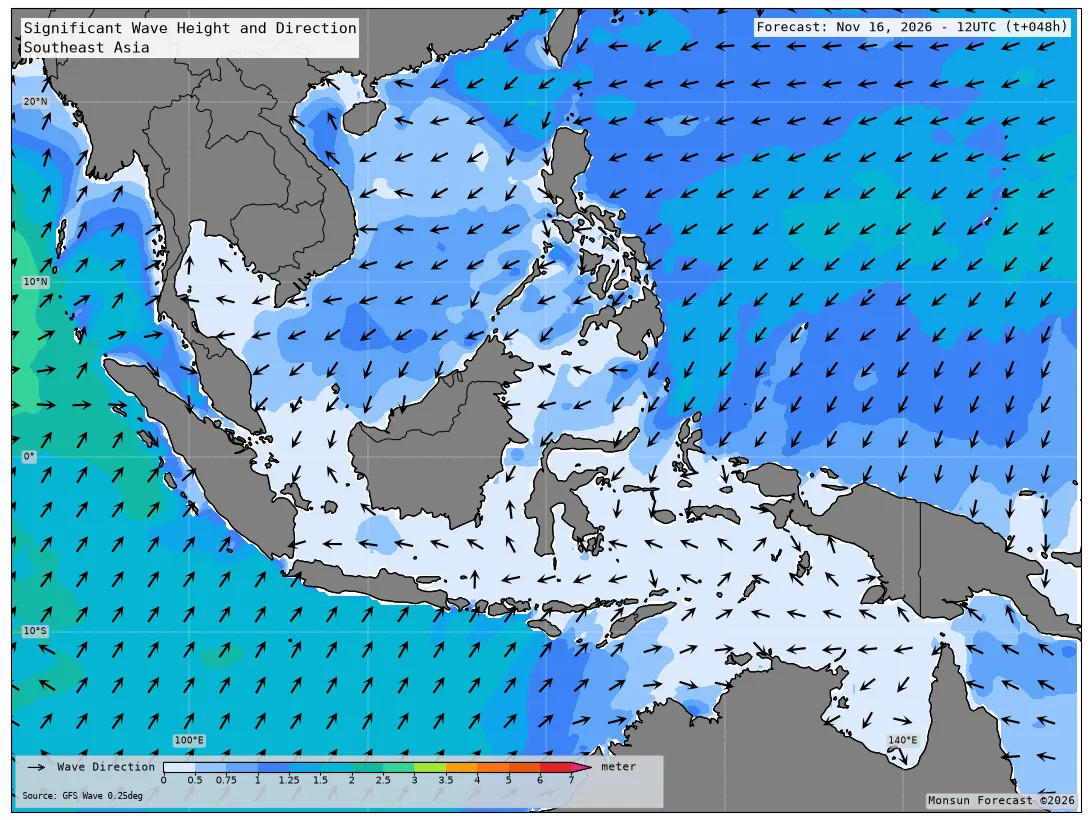 Significant Wave Height and Direction
Southeast Asia
Forecast: Nov 16, 2026 - 12UTC (t+048h)
20°N
10°N
0°
10°S
100°E
140°E
Wave Direction
meter
0 0.5 0.75 1 1.25 1.5 2 2.5 3 3.5 4 5 6 7
Source: GFS Wave 0.25deg
Monsun Forecast ©2026